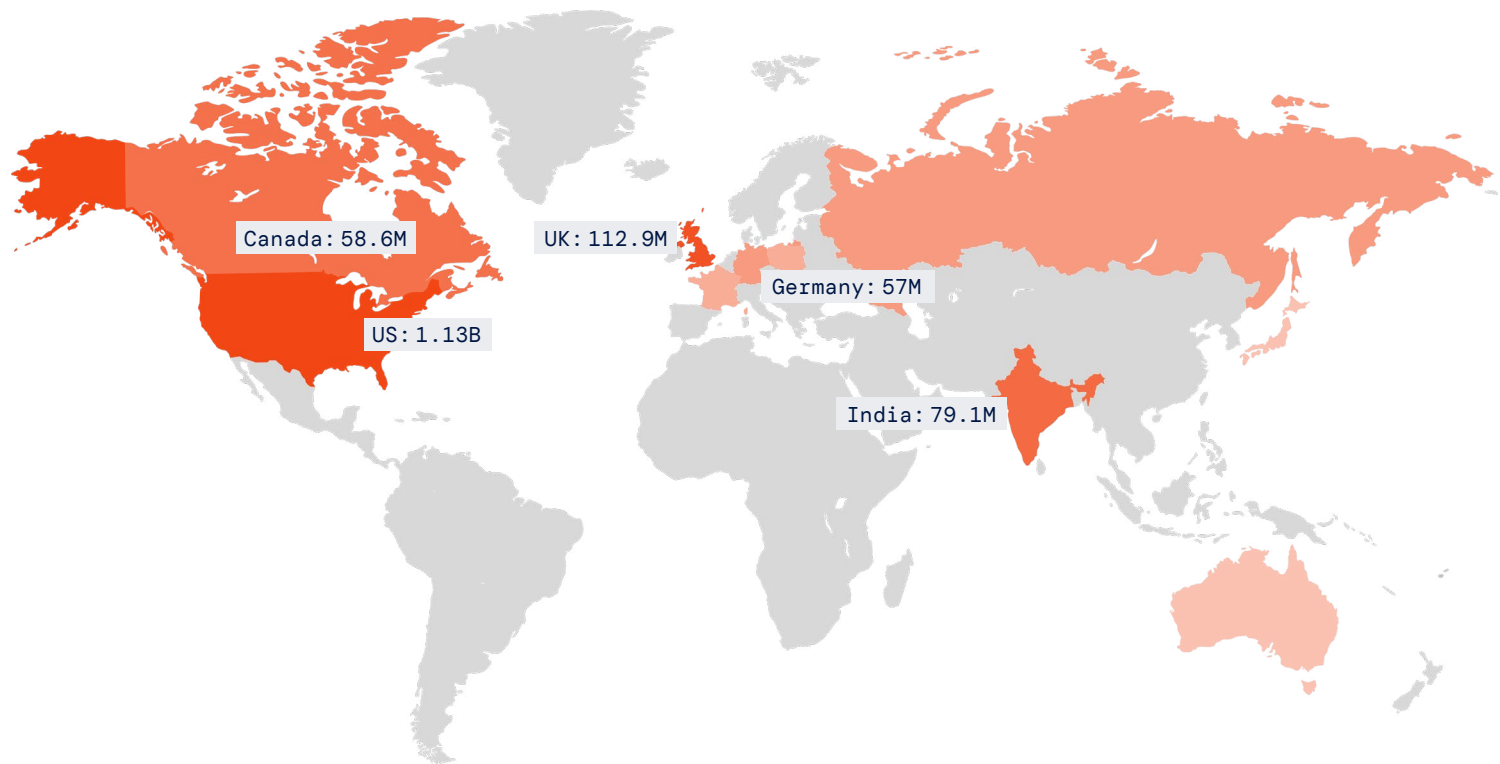 Canada: 58.6M
UK: 112.9M
Germany: 57M
US: 1.13B
India: 79.1M